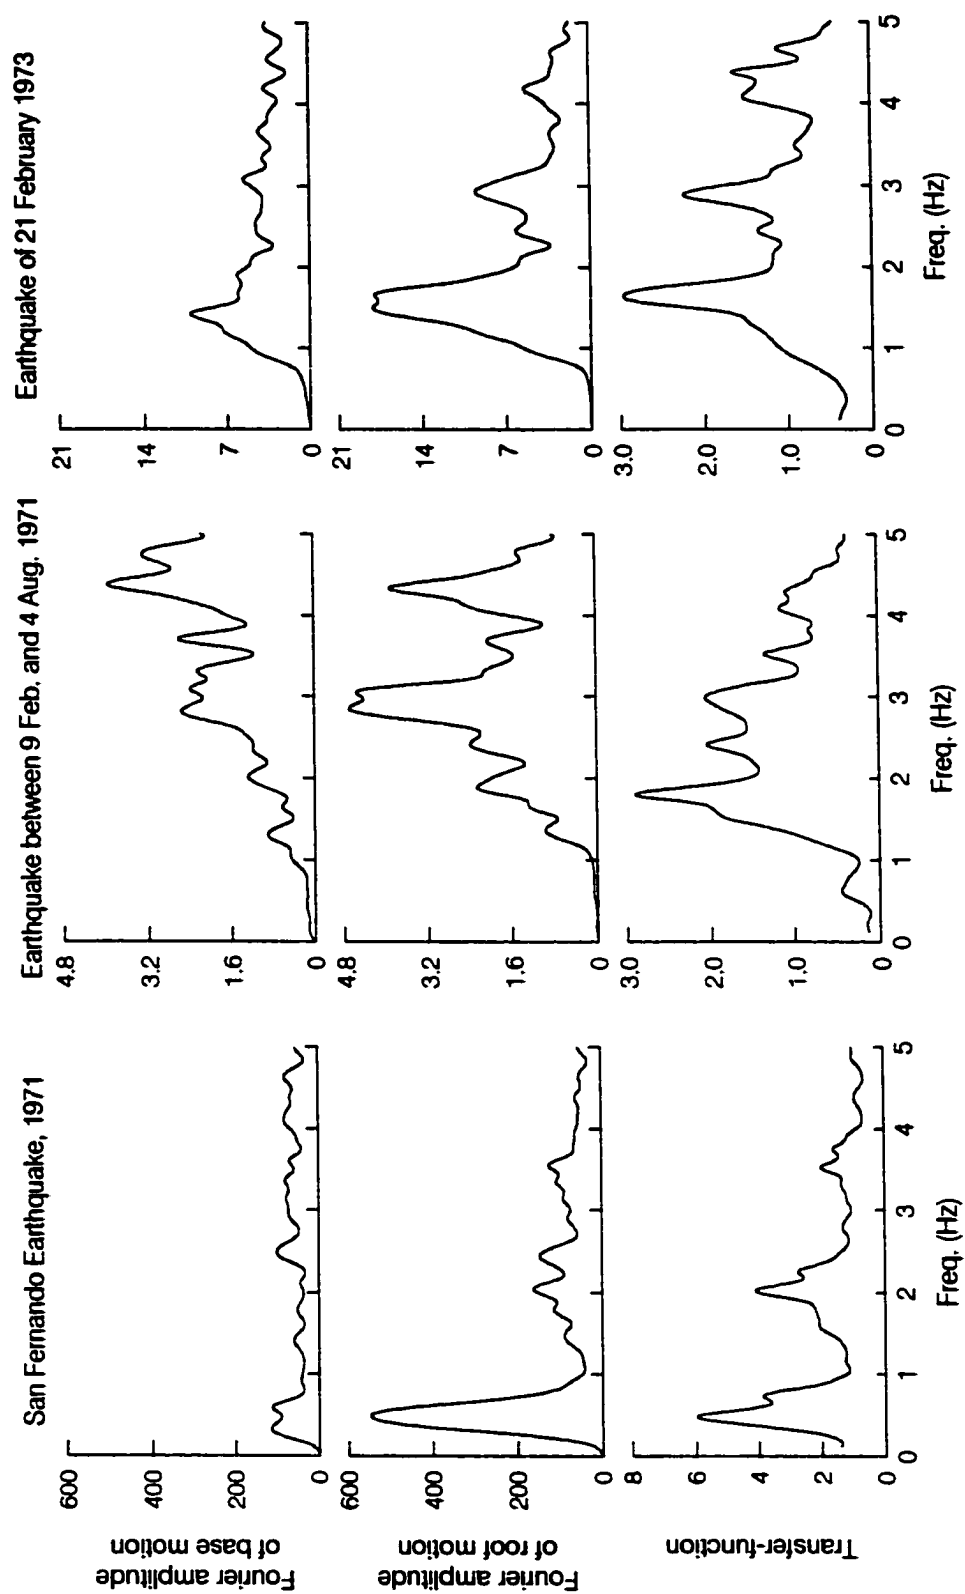 San Fernando Earthquake, 1971
Earthquake between 9 Feb. and 4 Aug. 1971
Earthquake of 21 February 1973
Fourier amplitude
of base motion
600
400
200
0
4.8
3.2
1.6
0
21
14
7
0
Fourier amplitude
of roof motion
600
400
200
0
4.8
3.2
1.6
0
21
14
7
0
Transfer-function
8
6
4
2
0
3.0
2.0
1.0
0
3.0
2.0
1.0
0
0 1 2 3 4 5
0 1 2 3 4 5
0 1 2 3 4 5
Freq. (Hz)
Freq. (Hz)
Freq. (Hz)